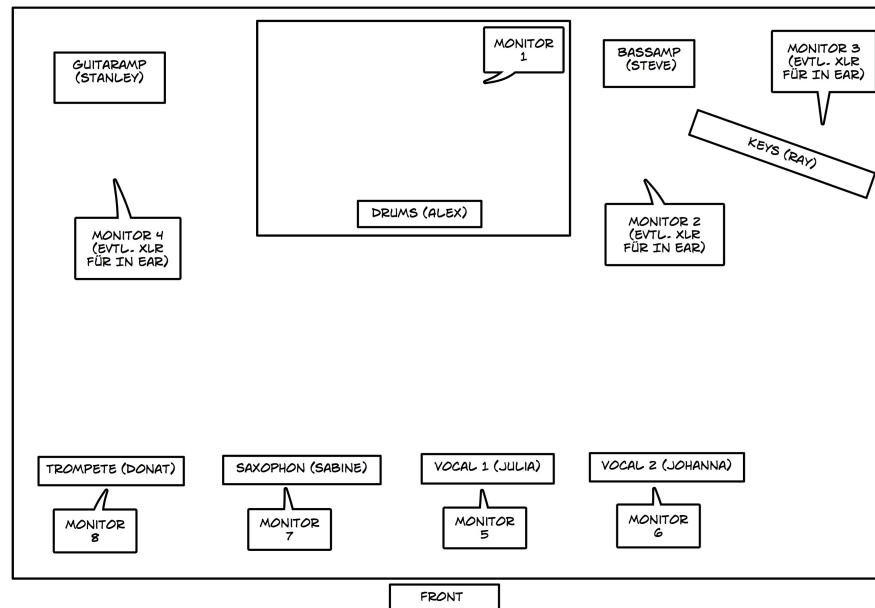 GUITARAMP
(STANLEY)
MONITOR
1
BASSAMP
(STEVE)
MONITOR 3
(EVTL. XLR
FÜR IN EAR)
KEYS (RAY)
DRUMS (ALEX)
MONITOR 4
(EVTL. XLR
FÜR IN EAR)
MONITOR 2
(EVTL. XLR
FÜR IN EAR)
TROMPETE (DONAT)
SAXOPHON (SABINE)
VOCAL 1 (JULIA)
VOCAL 2 (JOHANNA)
MONITOR
8
MONITOR
7
MONITOR
5
MONITOR
6
FRONT